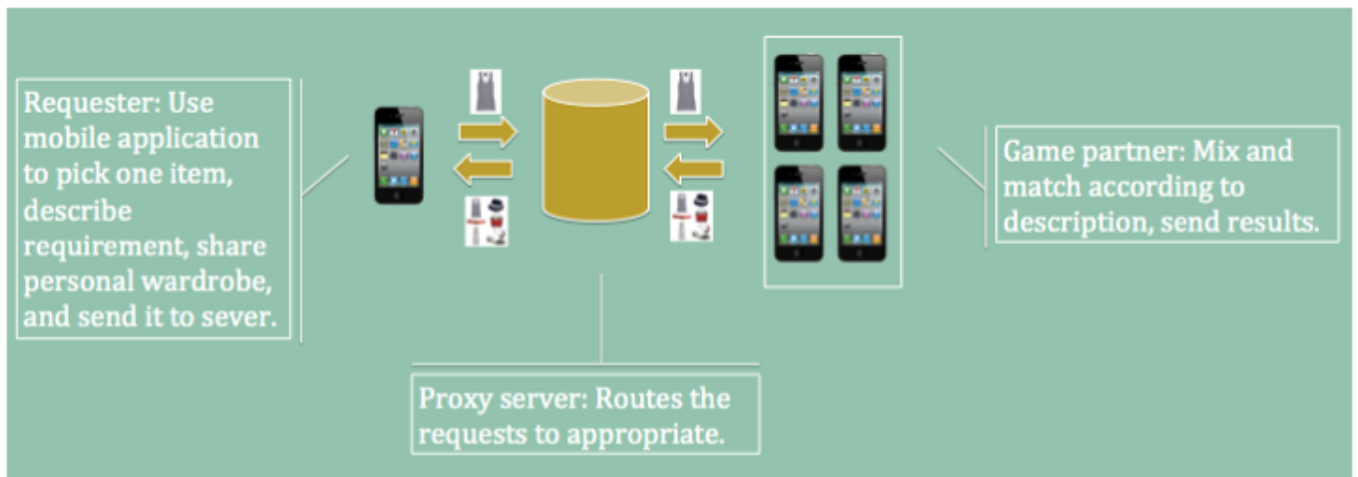 Requester: Use
mobile application
to pick one item,
describe
requirement, share
personal wardrobe,
and send it to sever.
Game partner: Mix and
match according to
description, send results.
Proxy server: Routes the
requests to appropriate.